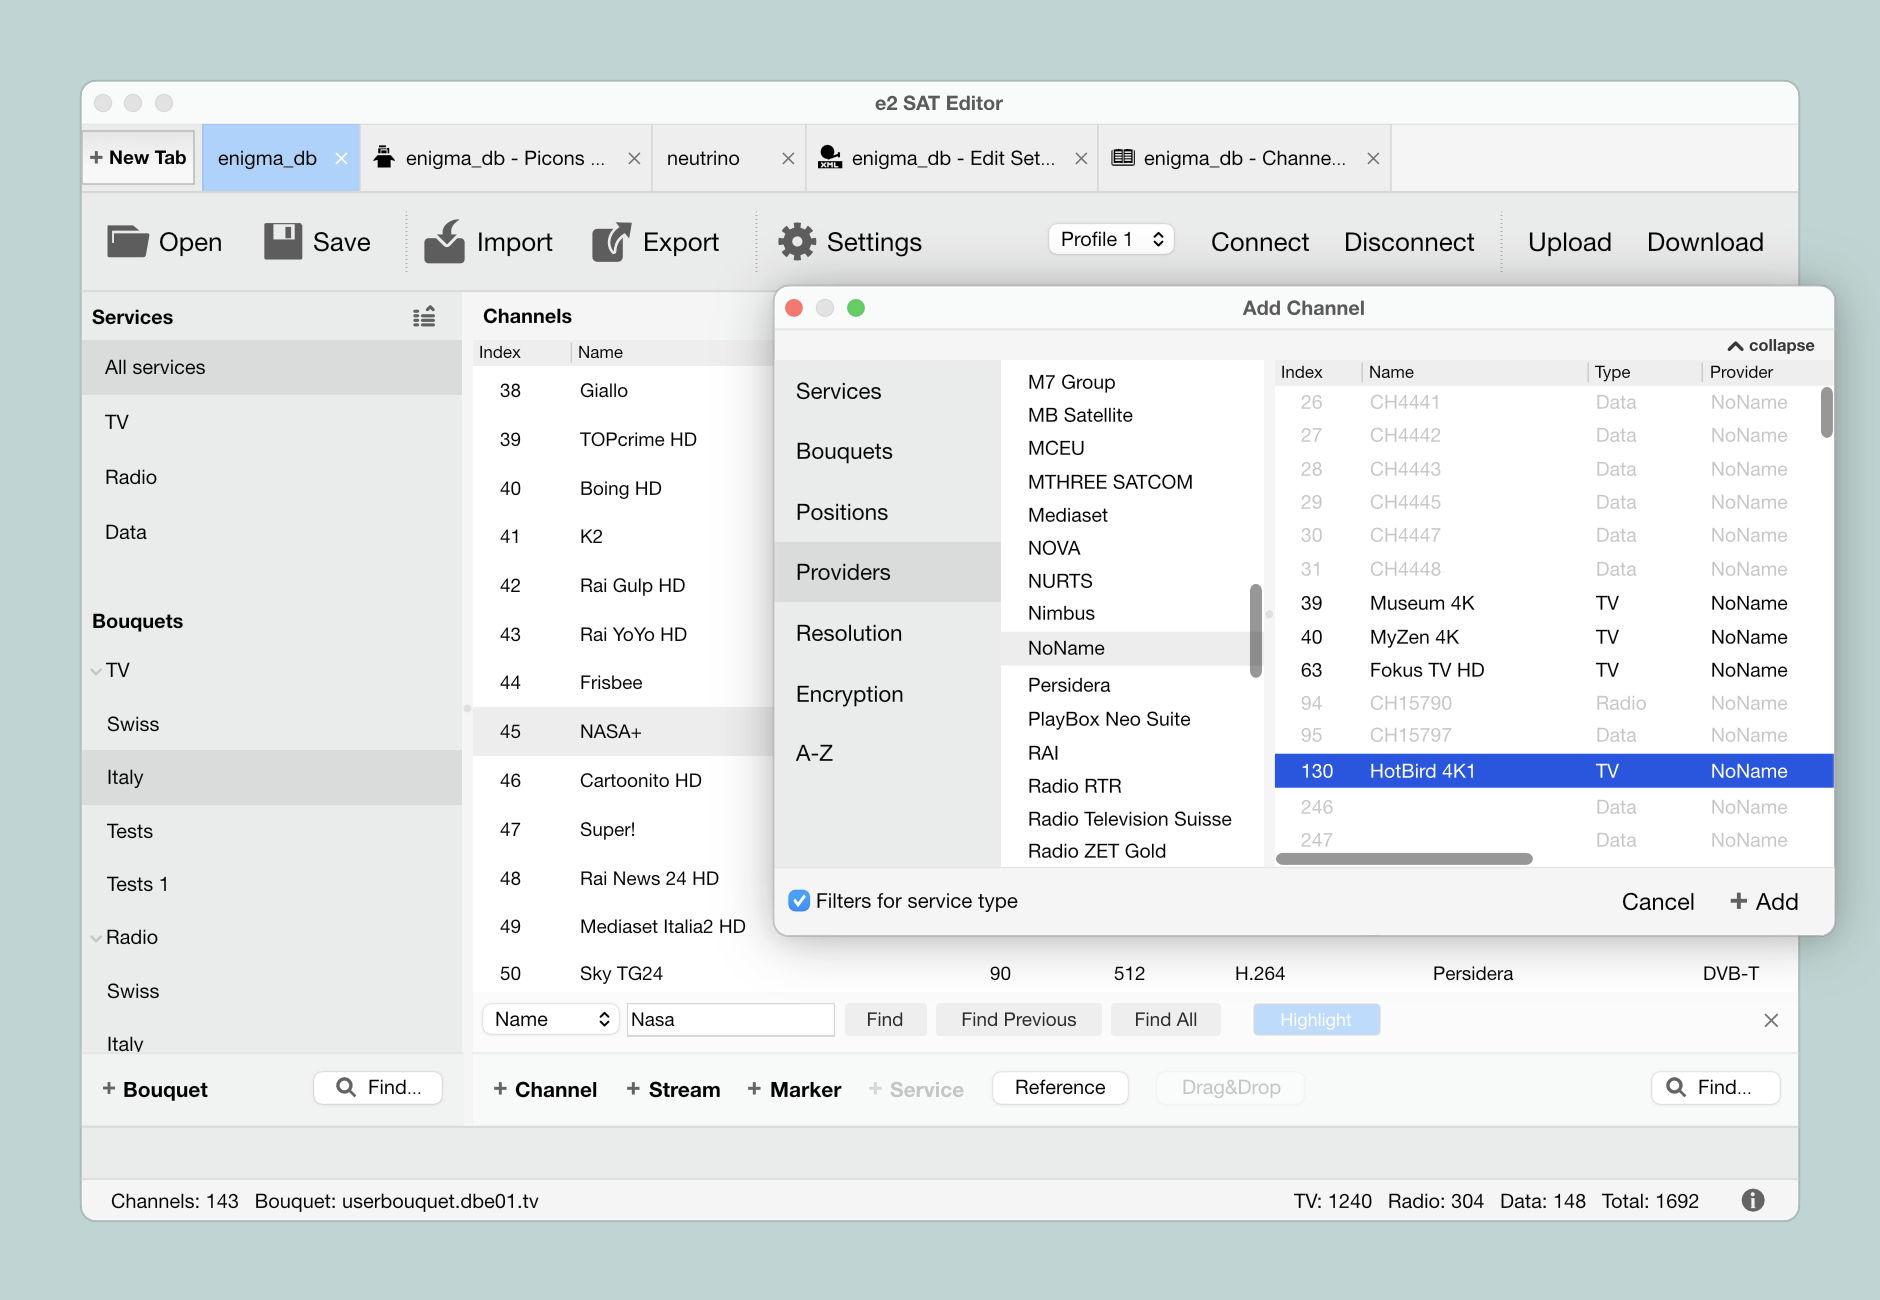 e2 SAT Editor
+ New Tab
enigma_db
enigma_db - Picons ...
neutrino
XML
enigma_db - Edit Set...
enigma_db - Channe...
Open
Save
Import
Export
Settings
Profile 1
Connect
Disconnect
Upload
Download
Services
All services
TV
Radio
Data
Bouquets
TV
Swiss
Italy
Tests
Tests 1
Radio
Swiss
Italy
+ Bouquet
Find...
Channels
Index Name
38 Giallo
39 TOPcrime HD
40 Boing HD
41 K2
42 Rai Gulp HD
43 Rai YoYo HD
44 Frisbee
45 NASA+
46 Cartoonito HD
47 Super!
48 Rai News 24 HD
49 Mediaset Italia2 HD
50 Sky TG24 90 512 H.264 Persidera DVB-T
Name Nasa Find Find Previous Find All Highlight
+ Channel + Stream + Marker + Service Reference Drag&Drop Find...
Add Channel
collapse
Services
Bouquets
Positions
Providers
Resolution
Encryption
A-Z
M7 Group
MB Satellite
MCEU
MTHREE SATCOM
Mediaset
NOVA
NURTS
Nimbus
NoName
Persidera
PlayBox Neo Suite
RAI
Radio RTR
Radio Television Suisse
Radio ZET Gold
Index Name Type Provider
26 CH4441 Data NoName
27 CH4442 Data NoName
28 CH4443 Data NoName
29 CH4445 Data NoName
30 CH4447 Data NoName
31 CH4448 Data NoName
39 Museum 4K TV NoName
40 MyZen 4K TV NoName
63 Fokus TV HD TV NoName
94 CH15790 Radio NoName
95 CH15797 Data NoName
130 HotBird 4K1 TV NoName
246 Data NoName
247 Data NoName
Filters for service type
Cancel
+ Add
Channels: 143 Bouquet: userbouquet.dbe01.tv
TV: 1240 Radio: 304 Data: 148 Total: 1692